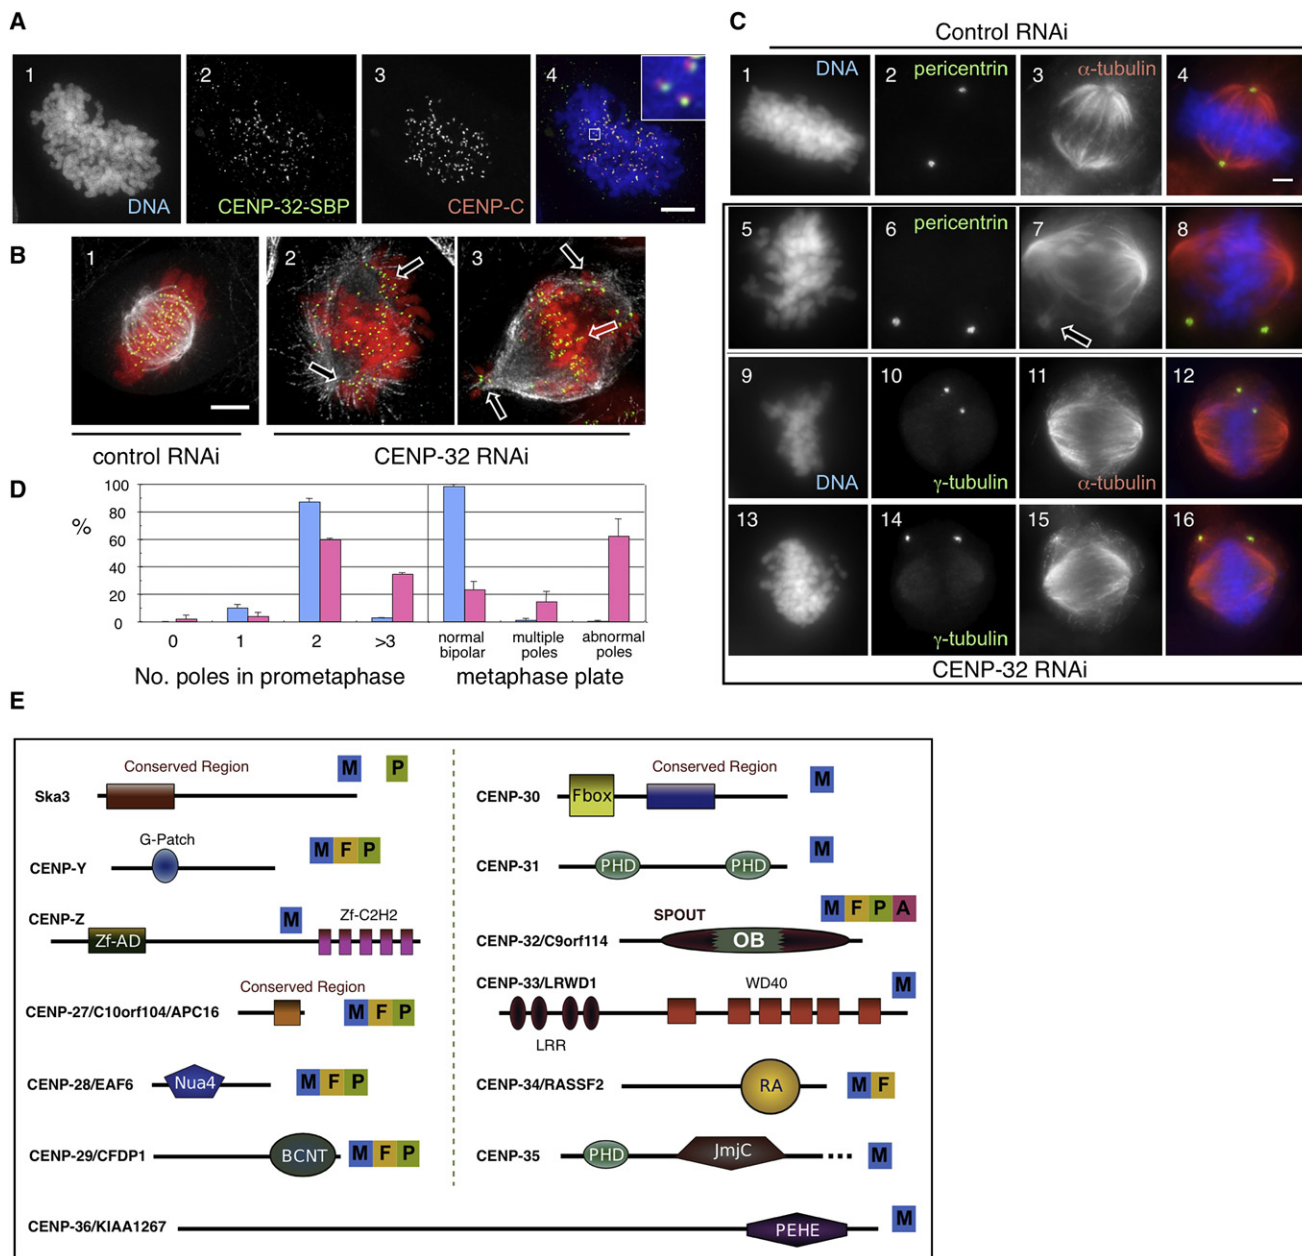 A
1
2
3
4
DNA
CENP-32-SBP
CENP-C
B
1
2
3
control RNAi
CENP-32 RNAi
C
Control RNAi
1
DNA
2
pericentrin
3
α-tubulin
4
5
6
pericentrin
7
8
9
DNA
10
γ-tubulin
11
α-tubulin
12
13
14
γ-tubulin
15
16
CENP-32 RNAi
D
%
100
80
60
40
20
0
0
1
2
>3
No. poles in prometaphase
normal
bipolar
multiple
poles
abnormal
poles
metaphase plate
E
Conserved Region
M P
Ska3
G-Patch
M F P
CENP-Y
CENP-Z
M
Zf-C2H2
Zf-AD
Conserved Region
CENP-27/C10orf104/APC16
M F P
CENP-28/EAF6
Nua4
M F P
CENP-29/CFDP1
BCNT
M F P
CENP-36/KIAA1267
PEHE
M
Conserved Region
M
CENP-30
Fbox
CENP-31
PHD
PHD
M
M F P A
SPOUT
CENP-32/C9orf114
OB
CENP-33/LRWD1
WD40
M
LRR
CENP-34/RASSF2
RA
M F
CENP-35
PHD
JmjC
M